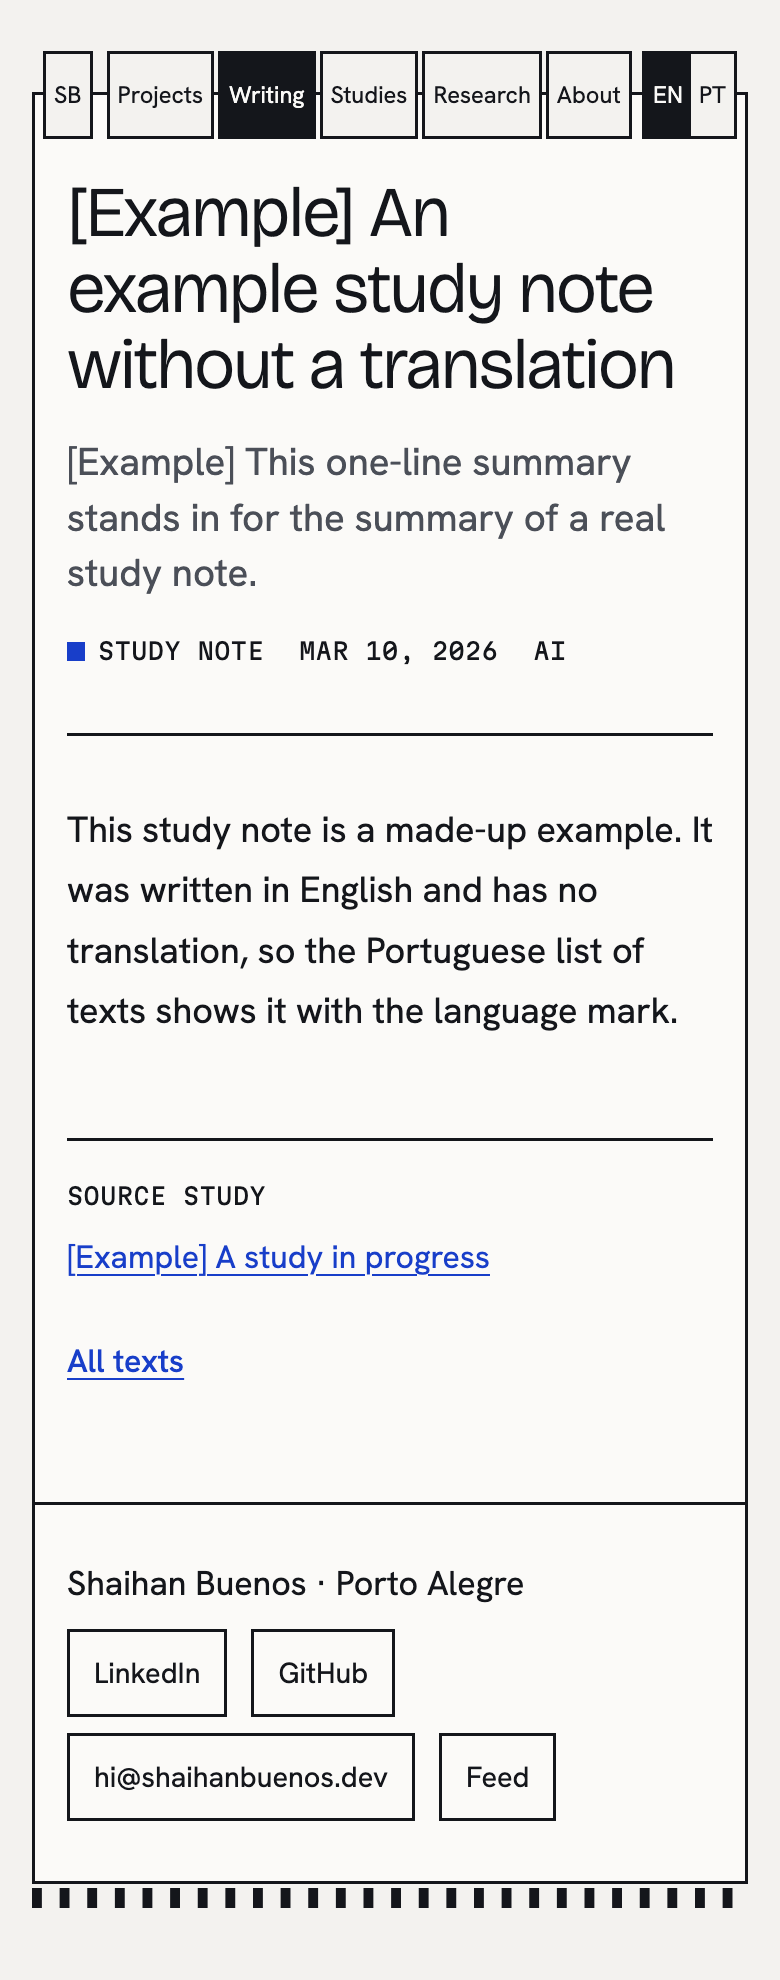 SB Projects Writing Studies Research About EN PT
[Example] An
example study note
without a translation
[Example] This one-line summary
stands in for the summary of a real
study note.
STUDY NOTE MAR 10, 2026 AI
This study note is a made-up example. It
was written in English and has no
translation, so the Portuguese list of
texts shows it with the language mark.
SOURCE STUDY
[Example] A study in progress
All texts
Shaihan Buenos · Porto Alegre
LinkedIn GitHub
hi@shaihanbuenos.dev Feed